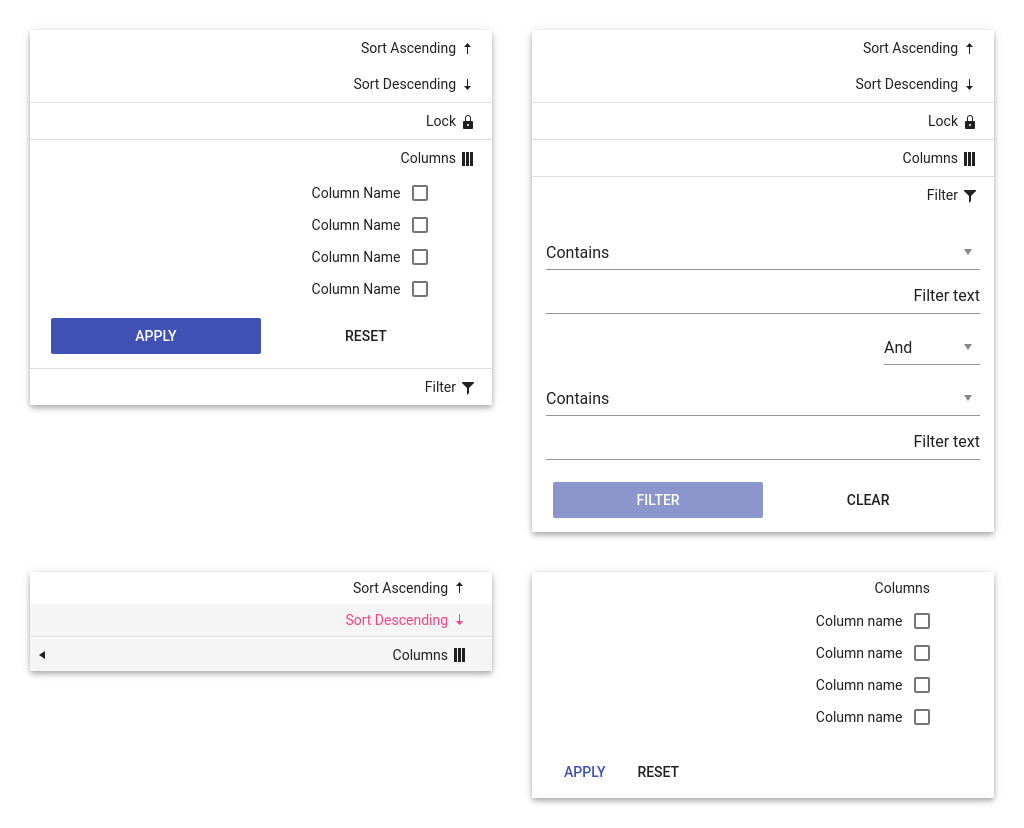 Sort Ascending
Sort Descending
Lock
Columns
Column Name
Column Name
Column Name
Column Name
APPLY RESET
Filter
Sort Ascending
Sort Descending
Lock
Columns
Filter
Contains
Filter text
And
Contains
Filter text
FILTER CLEAR
Sort Ascending
Sort Descending
Columns
Columns
Column name
Column name
Column name
Column name
APPLY RESET